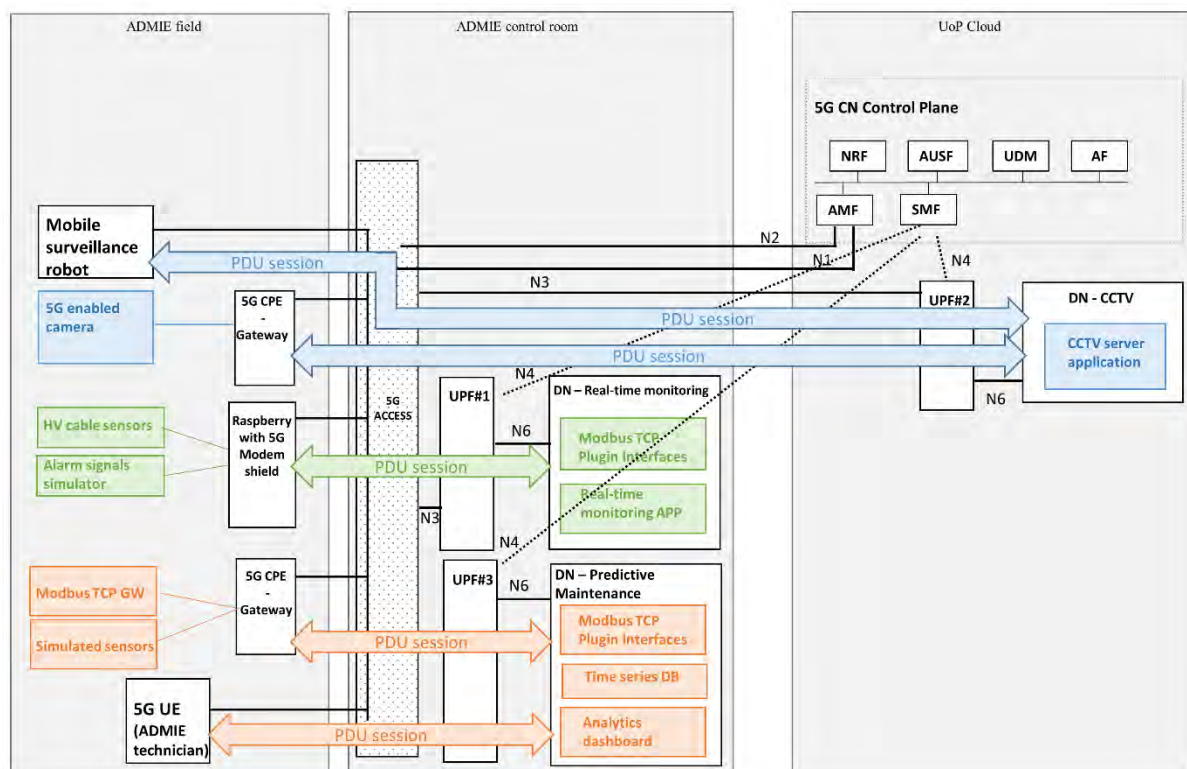 ADMIE field
ADMIE control room
UoP Cloud
5G CN Control Plane
NRF
AUSF
UDM
AF
AMF
SMF
Mobile
surveillance
robot
N2
N1
N4
PDU session
N3
5G enabled
camera
5G CPE
-
Gateway
UPF#2
DN - CCTV
PDU session
CCTV server
application
PDU session
N6
N4
5G
ACCESS
UPF#1
DN – Real-time monitoring
HV cable sensors
Alarm signals
simulator
Raspberry
with 5G
Modem
shield
N6
Modbus TCP
Plugin Interfaces
PDU session
Real-time
monitoring APP
N3
N4
5G CPE
-
Gateway
UPF#3
N6
DN – Predictive
Maintenance
Modbus TCP GW
Simulated sensors
Modbus TCP
Plugin Interfaces
PDU session
Time series DB
5G UE
(ADMIE
technician)
PDU session
Analytics
dashboard